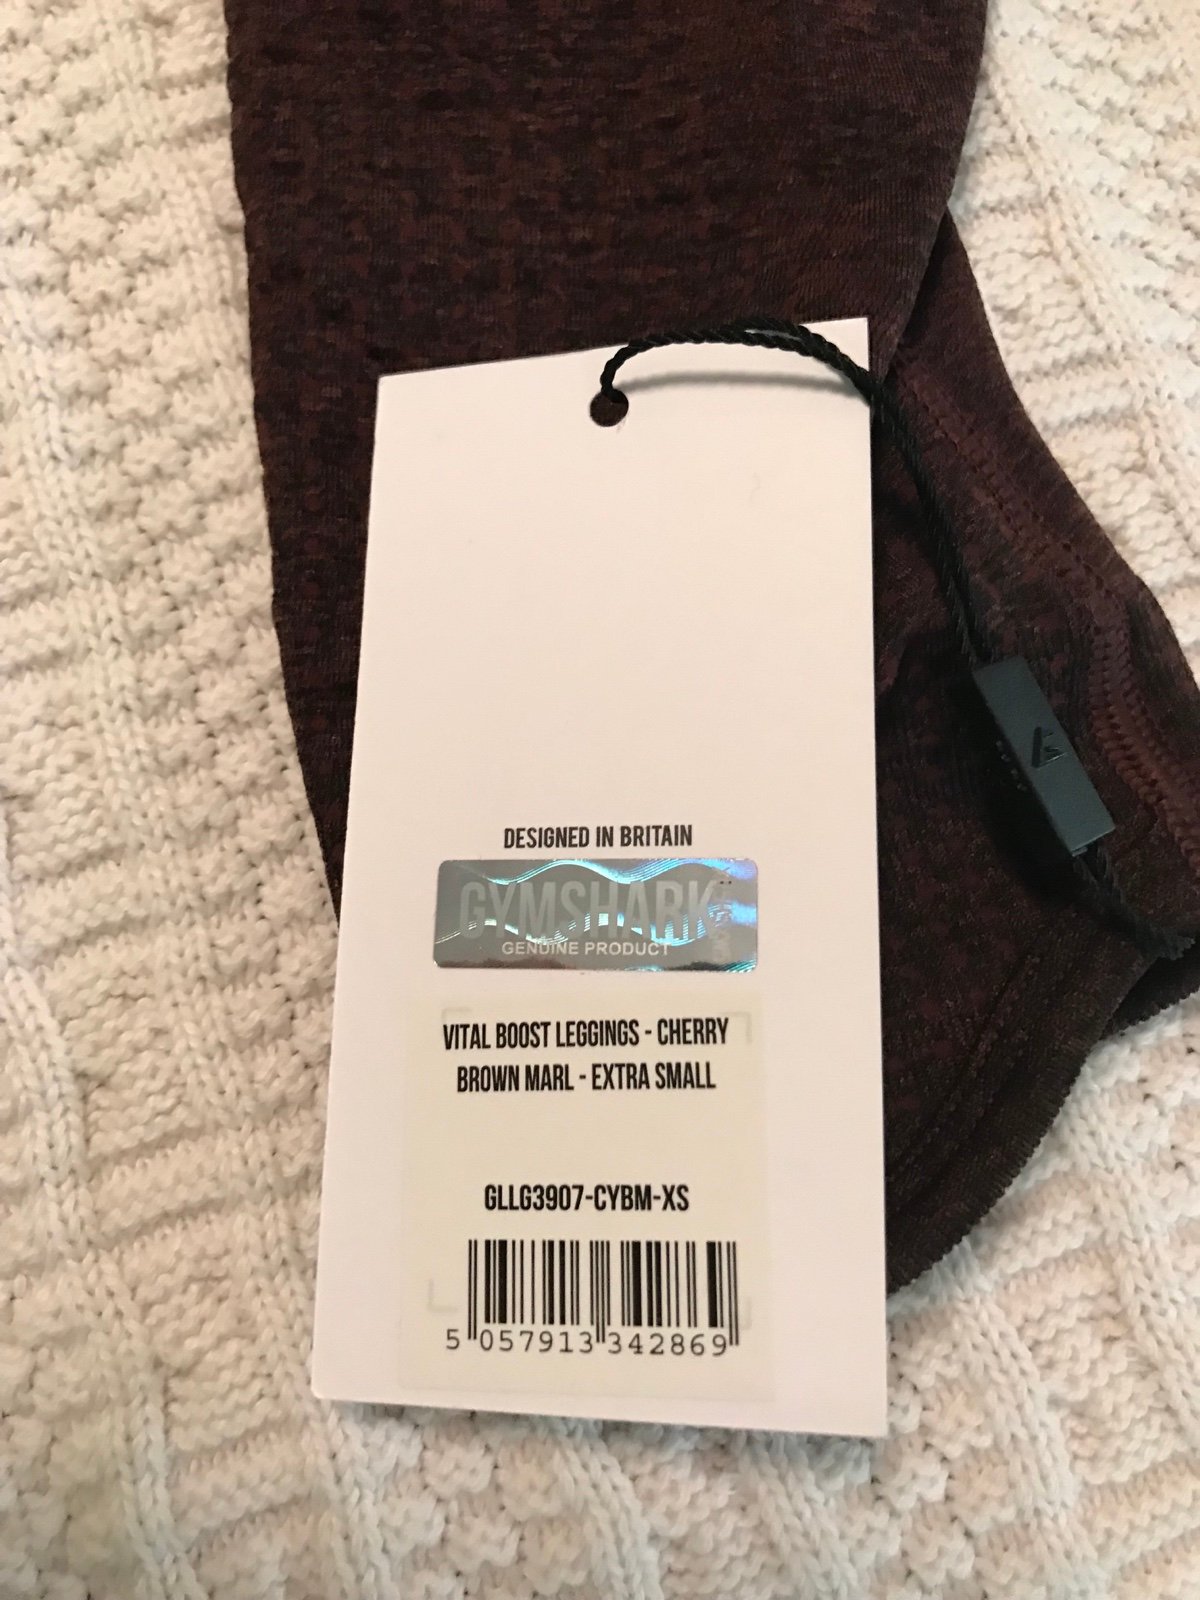 DESIGNED IN BRITAIN
GYMSHARK
GENUINE PRODUCT
VITAL BOOST LEGGINGS - CHERRY
BROWN MARL - EXTRA SMALL
GLLG3907-CYBM-XS
5 057913 342869